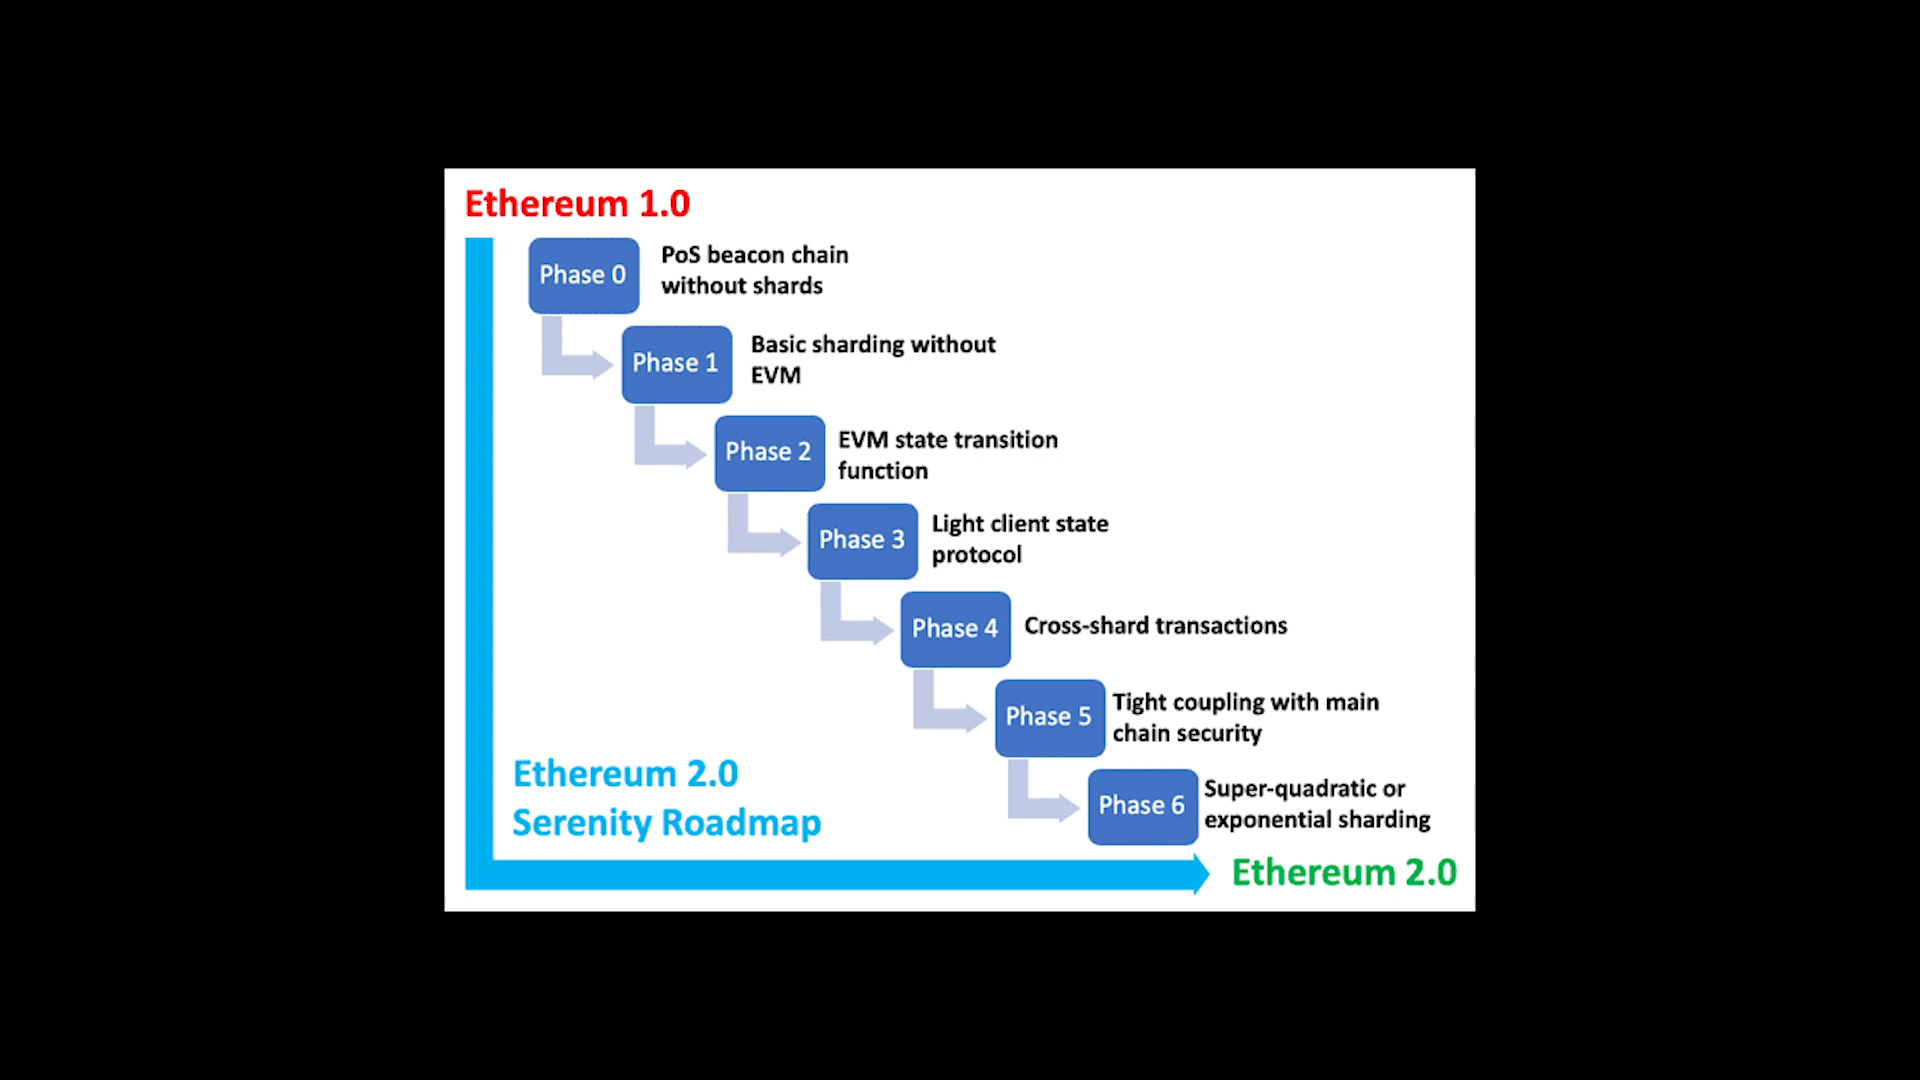 Ethereum 1.0
Phase 0
PoS beacon chain
without shards
Phase 1
Basic sharding without
EVM
Phase 2
EVM state transition
function
Phase 3
Light client state
protocol
Phase 4
Cross-shard transactions
Phase 5
Tight coupling with main
chain security
Phase 6
Super-quadratic or
exponential sharding
Ethereum 2.0
Serenity Roadmap
Ethereum 2.0